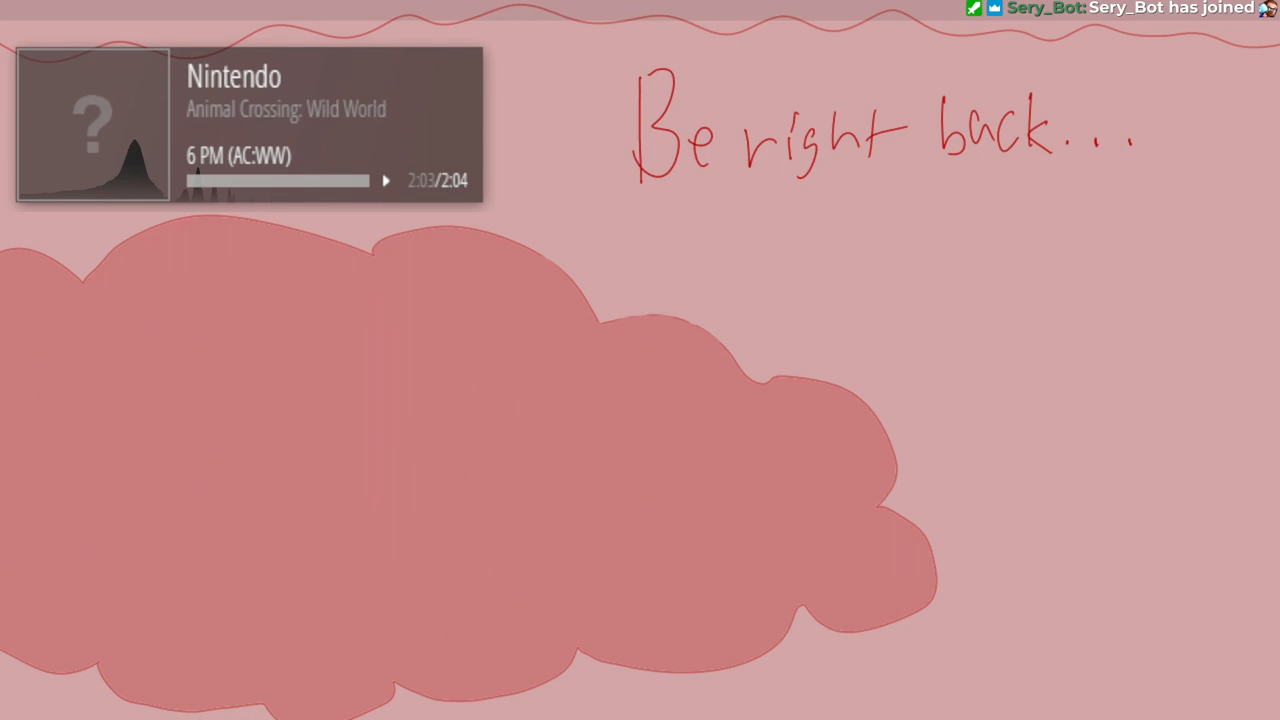 Sery_Bot: Sery_Bot has joined
Nintendo
Animal Crossing: Wild World
6 PM (AC:WW)
2:03/2:04
Be right back...
?